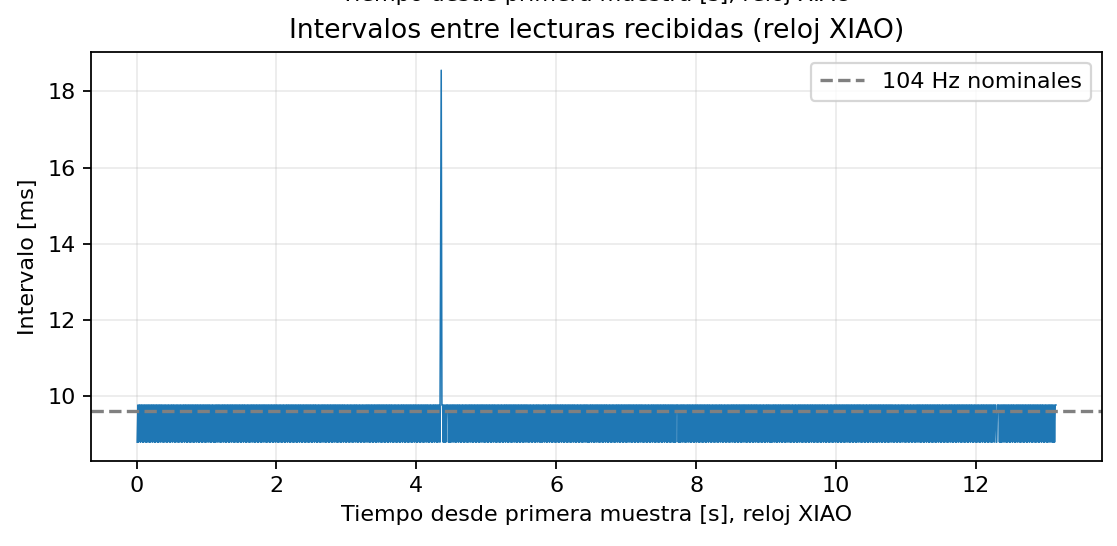 Intervalos entre lecturas recibidas (reloj XIAO)
104 Hz nominales
18
16
14
12
10
Intervalo [ms]
0 2 4 6 8 10 12
Tiempo desde primera muestra [s], reloj XIAO